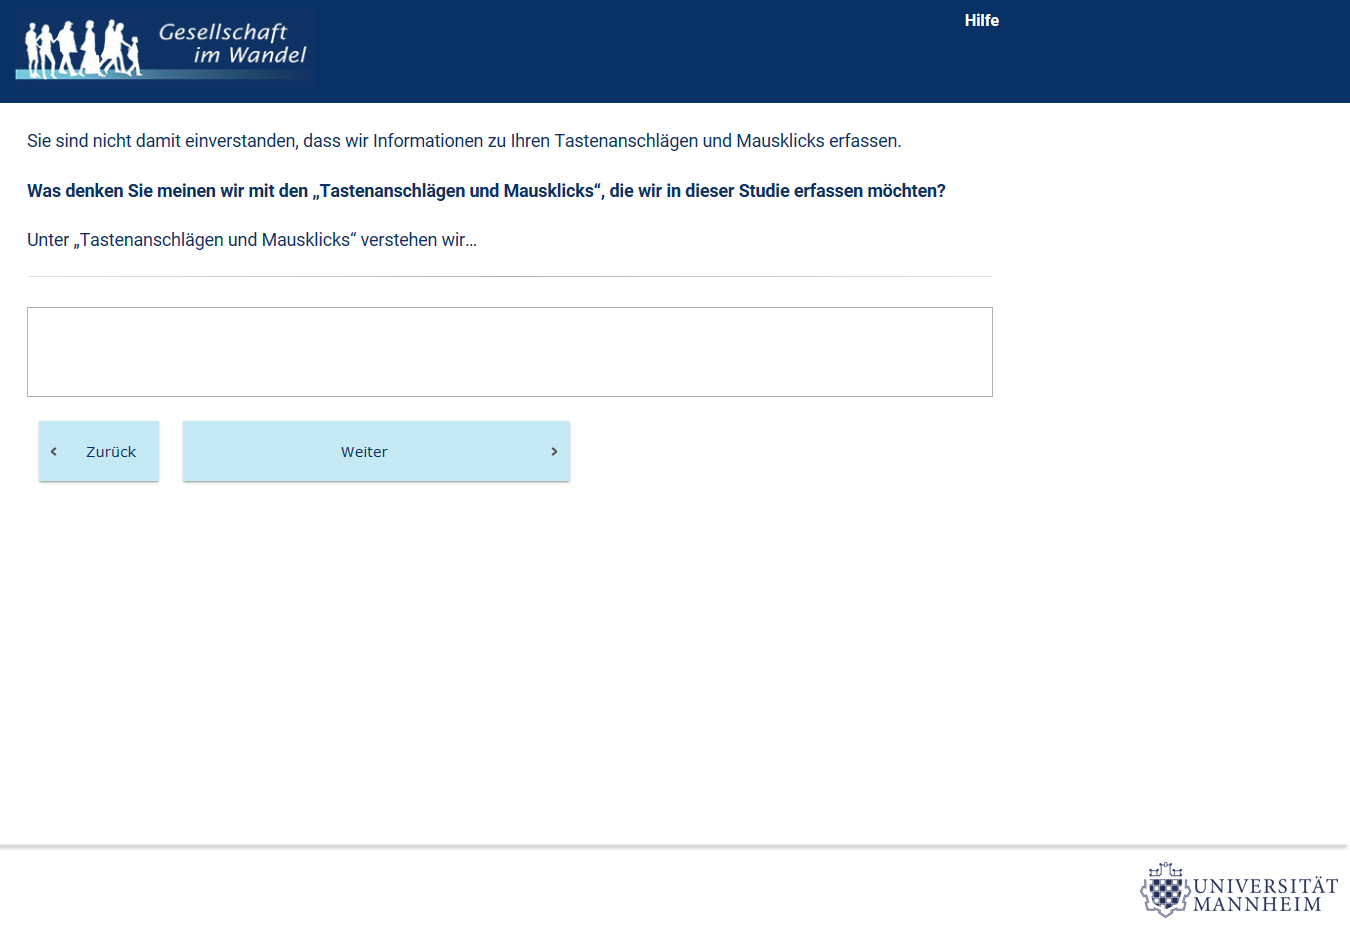 Gesellschaft
im Wandel
Hilfe
Sie sind nicht damit einverstanden, dass wir Informationen zu Ihren Tastenanschlägen und Mausklicks erfassen.
Was denken Sie meinen wir mit den „Tastenanschlägen und Mausklicks“, die wir in dieser Studie erfassen möchten?
Unter „Tastenanschlägen und Mausklicks“ verstehen wir…
Zurück
Weiter
UNIVERSITÄT
MANNHEIM